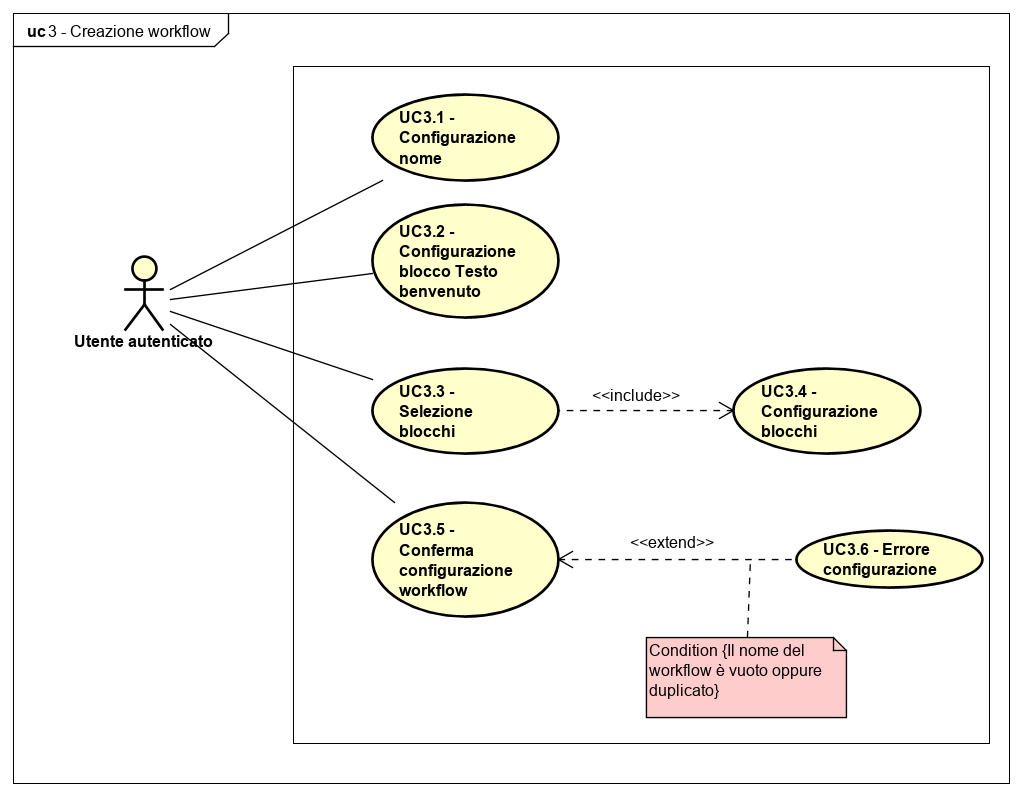 uc 3 - Creazione workflow
UC3.1 -
Configurazione
nome
UC3.2 -
Configurazione
blocco Testo
benvenuto
Utente autenticato
UC3.3 -
Selezione
blocchi
<<include>>
UC3.4 -
Configurazione
blocchi
UC3.5 -
Conferma
configurazione
workflow
<<extend>>
UC3.6 - Errore
configurazione
Condition {Il nome del
workflow è vuoto oppure
duplicato}